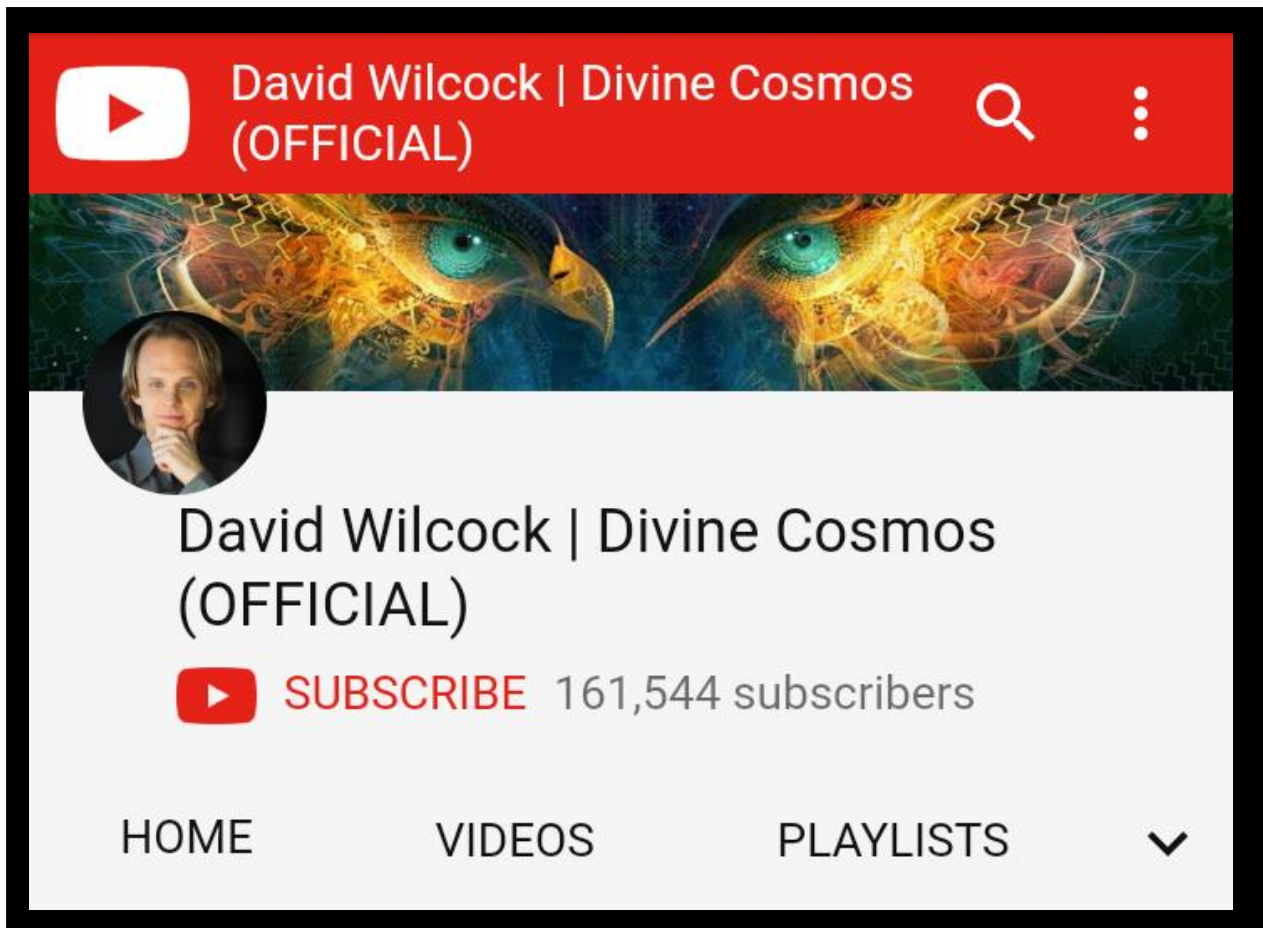 David Wilcock | Divine Cosmos
(OFFICIAL)
David Wilcock | Divine Cosmos
(OFFICIAL)
SUBSCRIBE 161,544 subscribers
HOME VIDEOS PLAYLISTS